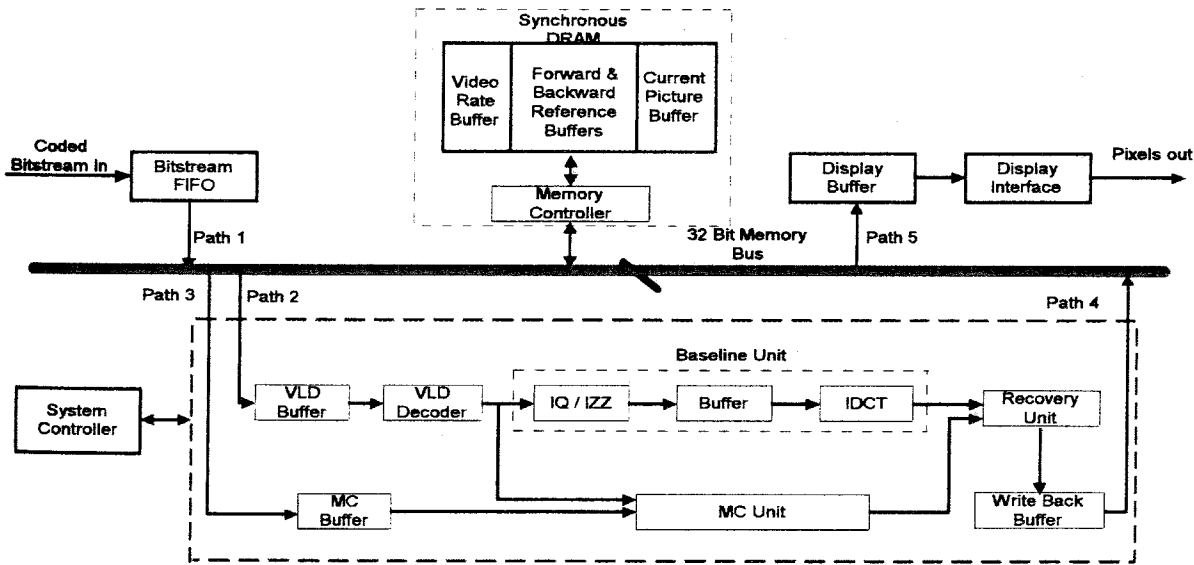 Synchronous
DRAM
Video
Rate
Buffer
Forward &
Backward
Reference
Buffers
Current
Picture
Buffer
Coded
Bitstream In
Bitstream
FIFO
Memory
Controller
Display
Buffer
Display
Interface
Pixels out
Path 1
32 Bit Memory
Bus
Path 5
Path 3
Path 2
Path 4
Baseline Unit
System
Controller
VLD
Buffer
VLD
Decoder
IQ / IZZ
Buffer
IDCT
Recovery
Unit
MC
Buffer
MC Unit
Write Back
Buffer